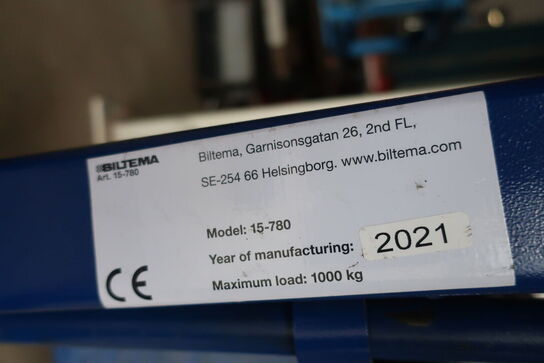 BILTEMA
Art. 15-780
Biltema, Garnisonsgatan 26, 2nd FL,
SE-254 66 Helsingborg. www.biltema.com
Model: 15-780
Year of manufacturing: 2021
Maximum load: 1000 kg
CE